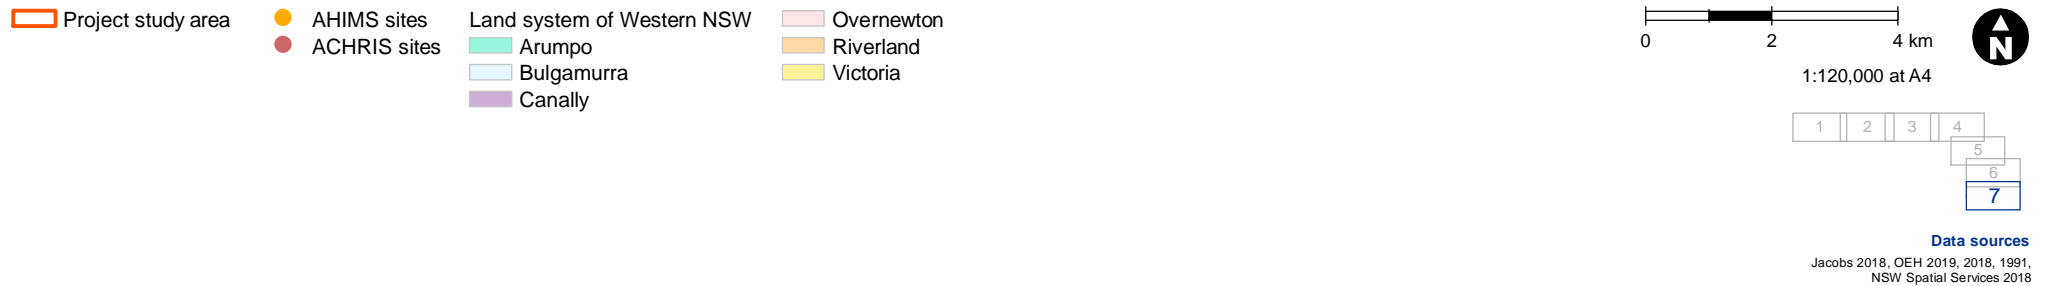 Project study area
AHIMS sites
ACHRIS sites
Land system of Western NSW
Arumpo
Bulgamurra
Canally
Overnewton
Riverland
Victoria
0 2 4 km
N
1:120,000 at A4
1 2 3 4
5
6
7
Data sources
Jacobs 2018, OEH 2019, 2018, 1991,
NSW Spatial Services 2018